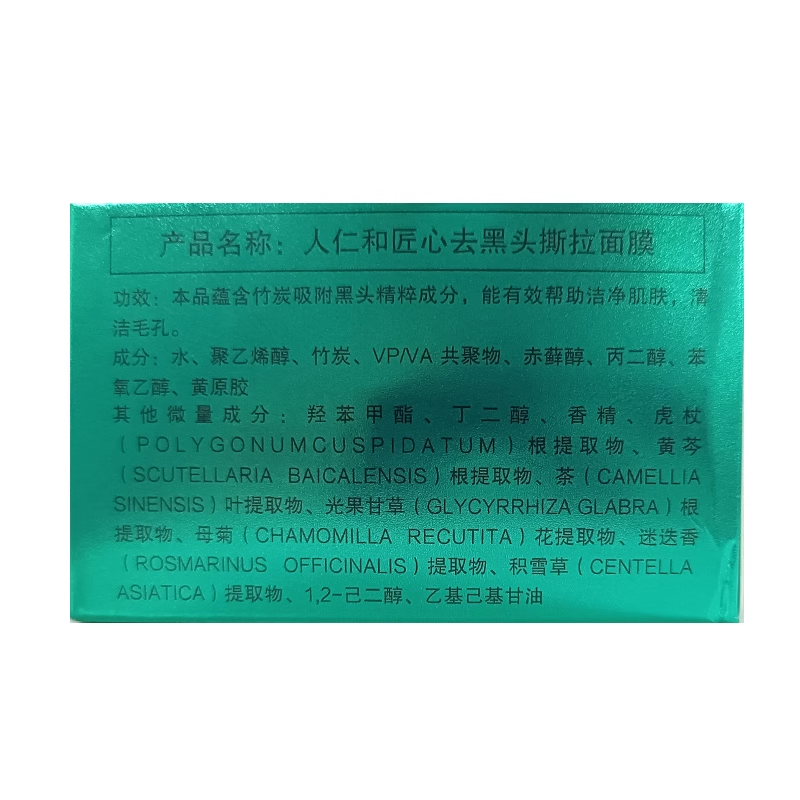 产品名称：人仁和匠心去黑头撕拉面膜
功效：本品蕴含竹炭吸附黑头精粹成分，能有效帮助洁净肌肤，清
洁毛孔。
成分：水、聚乙烯醇、竹炭、VP/VA 共聚物、赤藓醇、丙二醇、苯
氧乙醇、黄原胶
其他微量成分：羟苯甲酯、丁二醇、香精、虎杖
（POLYGONUMCUSPIDATUM）根提取物、黄芩
（SCUTELLARIA BAICALENSIS）根提取物、茶（CAMELLIA
SINENSIS）叶提取物、光果甘草（GLYCYRRHIZA GLABRA）根
提取物、母菊（CHAMOMILLA RECUTITA）花提取物、迷迭香
（ROSMARINUS OFFICINALIS）提取物、积雪草（CENTELLA
ASIATICA）提取物、1,2-己二醇、乙基己基甘油